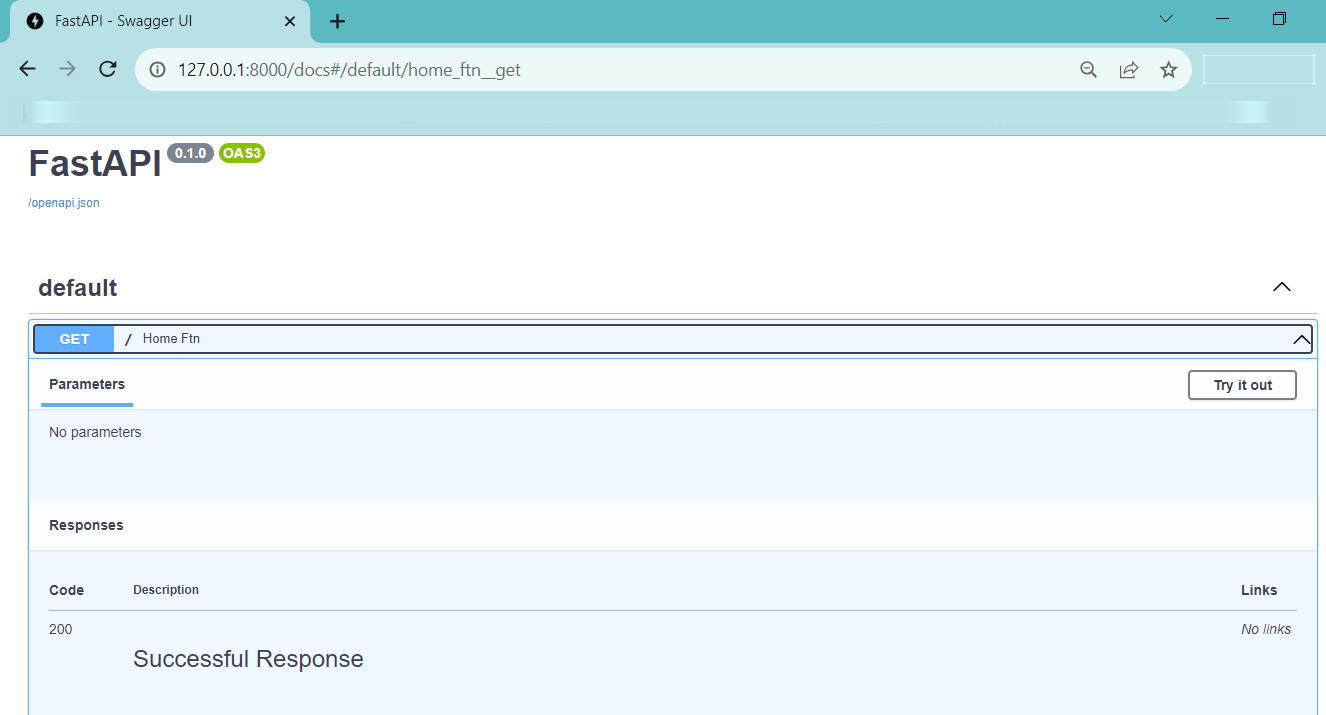 FastAPI - Swagger UI
127.0.0.1:8000/docs#/default/home_ftn__get
FastAPI 0.1.0 OAS3
/openapi.json
default
GET / Home Ftn
Parameters Try it out
No parameters
Responses
Code Description Links
200 No links
Successful Response